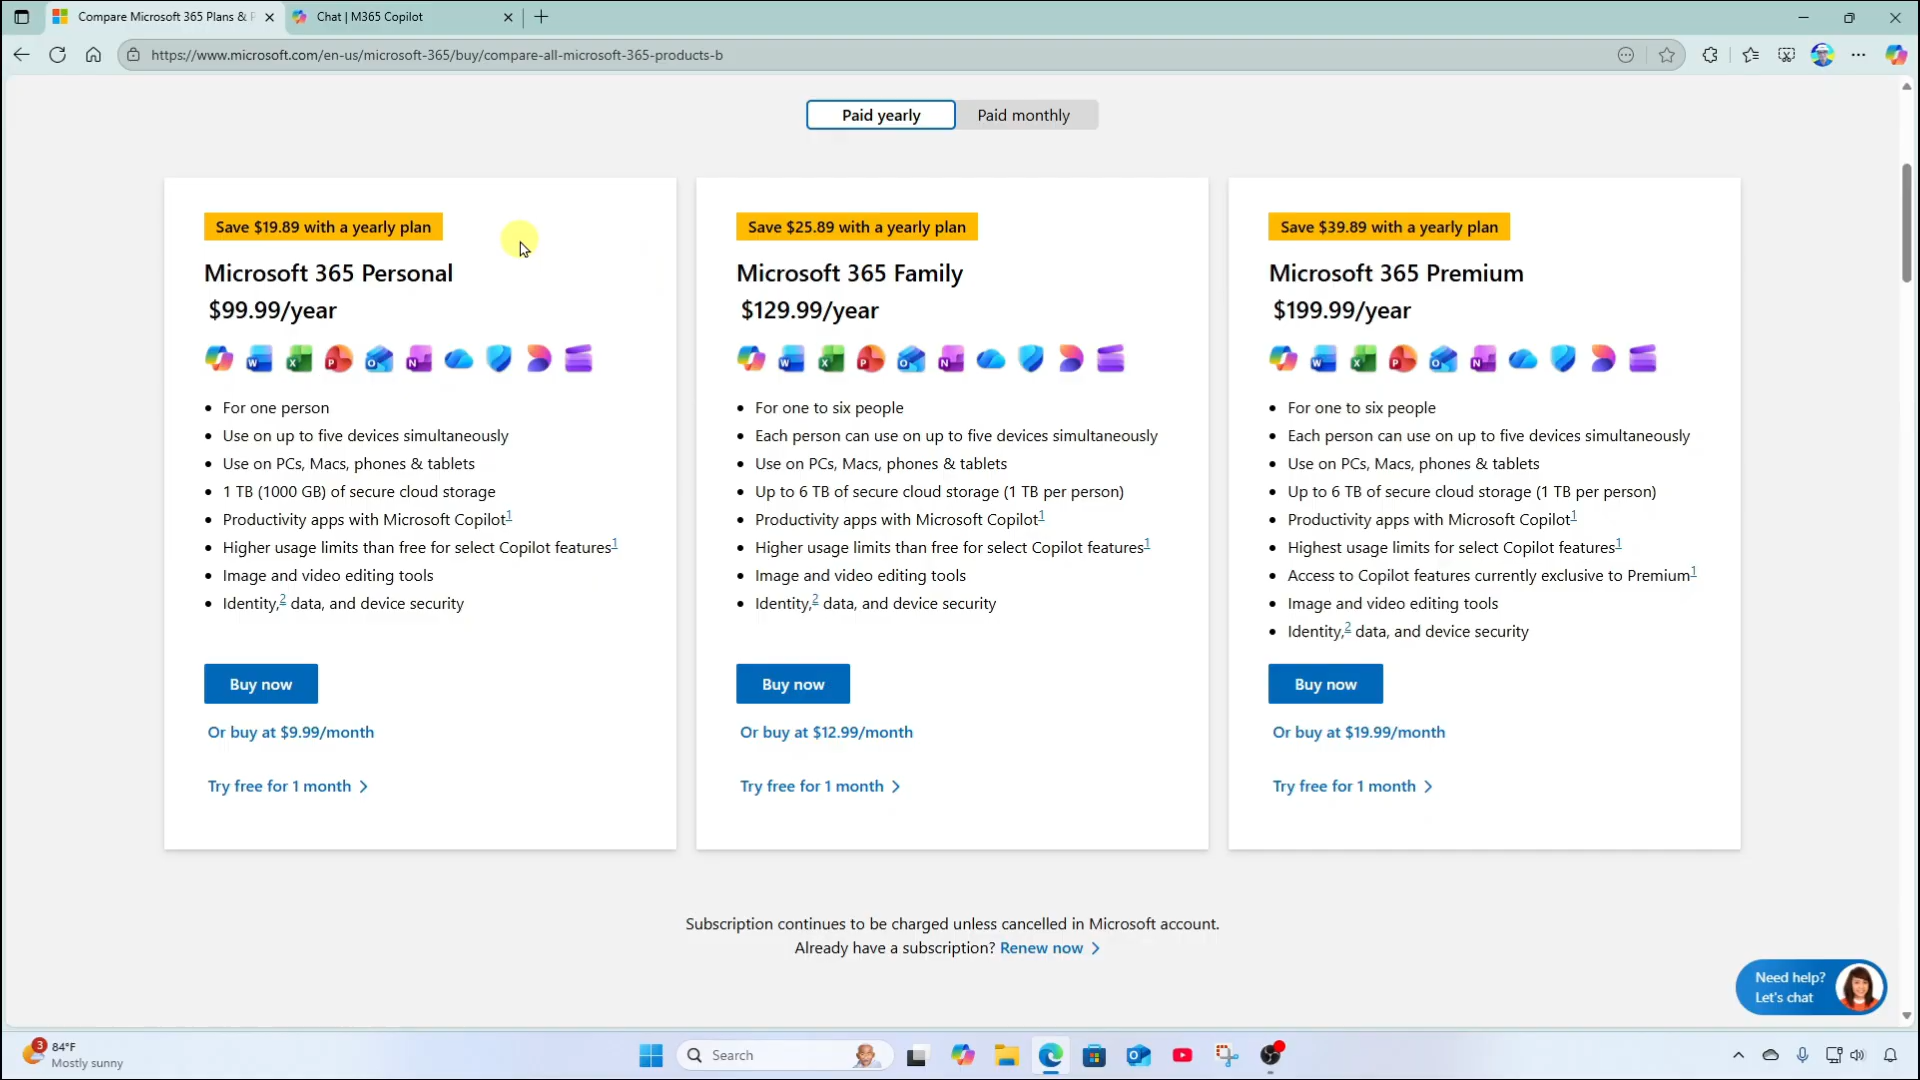 Compare Microsoft 365 Plans & P
Chat | M365 Copilot
https://www.microsoft.com/en-us/microsoft-365/buy/compare-all-microsoft-365-products-b
Paid yearly
Paid monthly
Save $19.89 with a yearly plan
Microsoft 365 Personal
$99.99/year
• For one person
• Use on up to five devices simultaneously
• Use on PCs, Macs, phones & tablets
• 1 TB (1000 GB) of secure cloud storage
• Productivity apps with Microsoft Copilot1
• Higher usage limits than free for select Copilot features1
• Image and video editing tools
• Identity,2 data, and device security
Buy now
Or buy at $9.99/month
Try free for 1 month
Save $25.89 with a yearly plan
Microsoft 365 Family
$129.99/year
• For one to six people
• Each person can use on up to five devices simultaneously
• Use on PCs, Macs, phones & tablets
• Up to 6 TB of secure cloud storage (1 TB per person)
• Productivity apps with Microsoft Copilot1
• Higher usage limits than free for select Copilot features1
• Image and video editing tools
• Identity,2 data, and device security
Buy now
Or buy at $12.99/month
Try free for 1 month
Save $39.89 with a yearly plan
Microsoft 365 Premium
$199.99/year
• For one to six people
• Each person can use on up to five devices simultaneously
• Use on PCs, Macs, phones & tablets
• Up to 6 TB of secure cloud storage (1 TB per person)
• Productivity apps with Microsoft Copilot1
• Highest usage limits for select Copilot features1
• Access to Copilot features currently exclusive to Premium1
• Image and video editing tools
• Identity,2 data, and device security
Buy now
Or buy at $19.99/month
Try free for 1 month
Subscription continues to be charged unless cancelled in Microsoft account.
Already have a subscription? Renew now
Need help?
Let's chat
3
84°F
Mostly sunny
Search